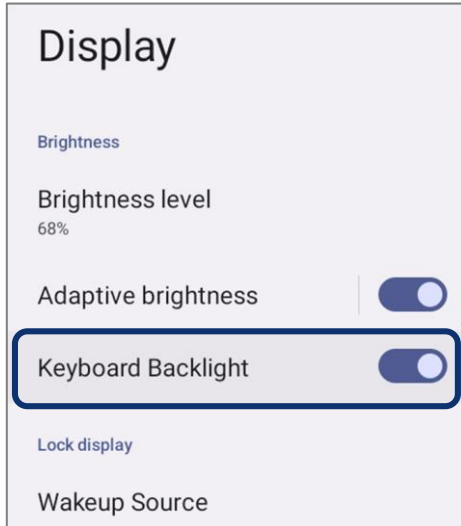 Display
Brightness
Brightness level
68%
Adaptive brightness
Keyboard Backlight
Lock display
Wakeup Source